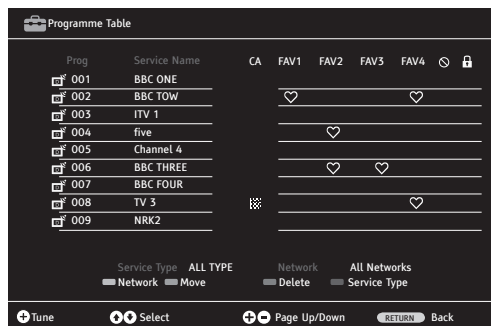 Programme Table
Prog Service Name CA FAV1 FAV2 FAV3 FAV4
001 BBC ONE
002 BBC TOW
003 ITV 1
004 five
005 Channel 4
006 BBC THREE
007 BBC FOUR
008 TV 3
009 NRK2
Service Type ALL TYPE Network All Networks
Network Move Delete Service Type
Tune Select Page Up/Down RETURN Back